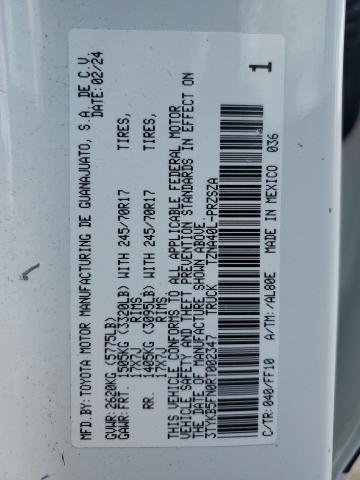 MFD.BY: TOYOTA MOTOR MANUFACTURING DE GUANAJUATO, S.A. DE C.V.
DATE: 02/24
GVWR: 2620KG (5775LB)
GAWR: FRT. 1505KG (3320LB) WITH 245/70R17 TIRES,
17X7J RIMS,
RR. 1405KG (3095LB) WITH 245/70R17 TIRES,
17X7J RIMS,
THIS VEHICLE CONFORMS TO ALL APPLICABLE FEDERAL MOTOR
VEHICLE SAFETY AND THEFT PREVENTION STANDARDS IN EFFECT ON
THE DATE OF MANUFACTURE SHOWN ABOVE.
3TYKB5FN0RT002347 TRUCK TZNA40L-PRZSZA
C/TR: 040/FF10 A/TM: /AL80E MADE IN MEXICO 036
1